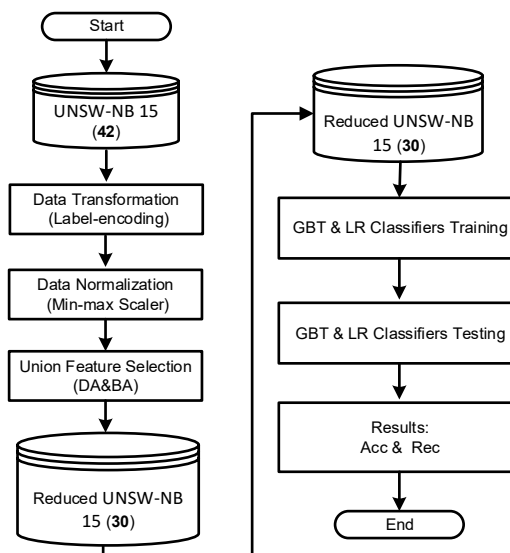 Start
UNSW-NB 15
(42)
Data Transformation
(Label-encoding)
Data Normalization
(Min-max Scaler)
Union Feature Selection
(DA&BA)
Reduced UNSW-NB
15 (30)
Reduced UNSW-NB
15 (30)
GBT & LR Classifiers Training
GBT & LR Classifiers Testing
Results:
Acc & Rec
End